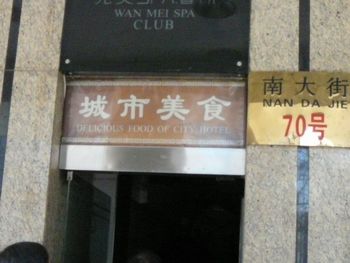 WAN MEI SPA
CLUB
城市美食
DELICIOUS FOOD OF CITY HOTEL
南大街
NAN DA JIE
70号